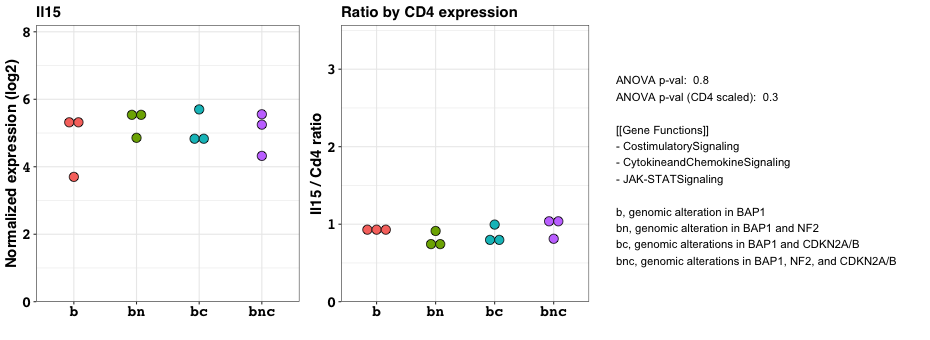 Il15
Normalized expression (log2)
8
6
4
2
0
b
bn
bc
bnc
Ratio by CD4 expression
Il15 / Cd4 ratio
3
2
1
0
b
bn
bc
bnc
ANOVA p-val:  0.8
ANOVA p-val (CD4 scaled):  0.3
[[Gene Functions]]
- CostimulatorySignaling
- CytokineandChemokineSignaling
- JAK-STATSignaling
b, genomic alteration in BAP1
bn, genomic alteration in BAP1 and NF2
bc, genomic alterations in BAP1 and CDKN2A/B
bnc, genomic alterations in BAP1, NF2, and CDKN2A/B